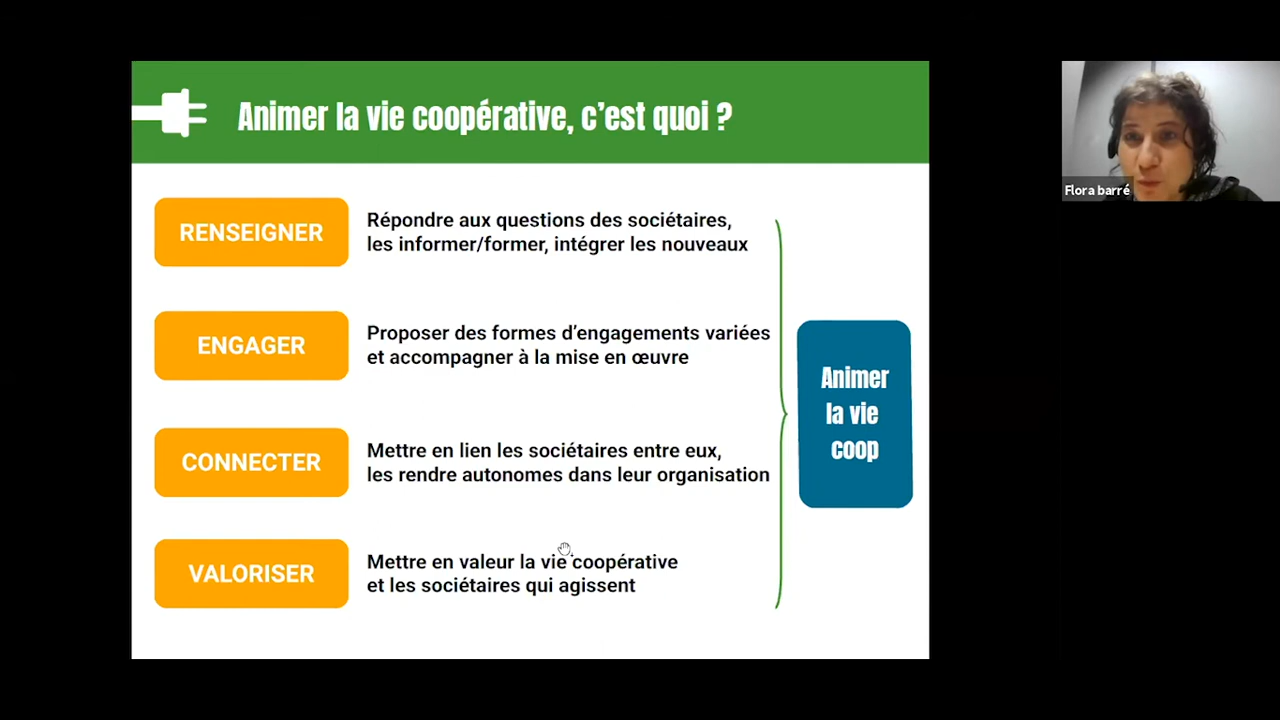 Animer la vie coopérative, c’est quoi ?
RENSEIGNER
Répondre aux questions des sociétaires,
les informer/former, intégrer les nouveaux
ENGAGER
Proposer des formes d’engagements variées
et accompagner à la mise en œuvre
CONNECTER
Mettre en lien les sociétaires entre eux,
les rendre autonomes dans leur organisation
VALORISER
Mettre en valeur la vie coopérative
et les sociétaires qui agissent
Animer
la vie
coop
Flora barré